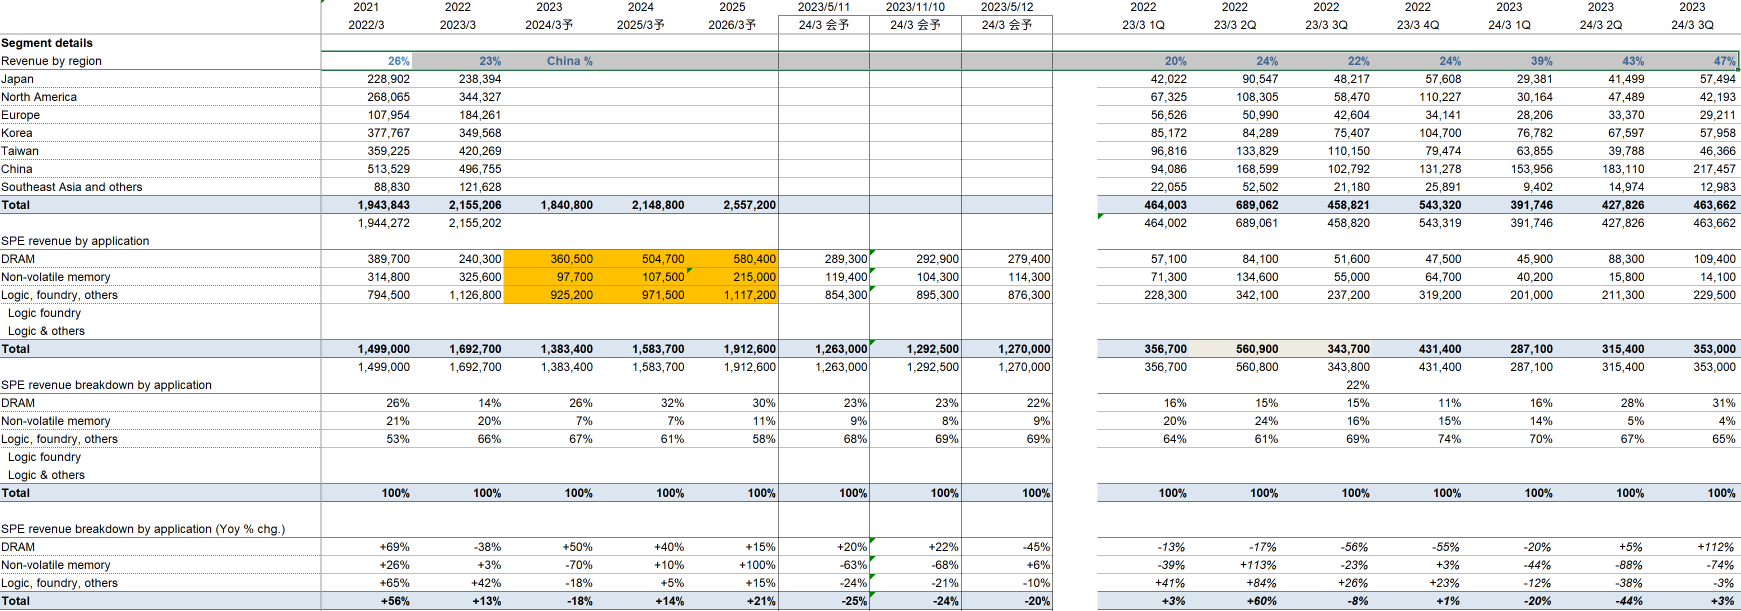 2021 2022 2023 2024 2025 2023/5/11 2023/11/10 2023/5/12 2022 2022 2022 2022 2023 2023 2023
2022/3 2023/3 2024/3予 2025/3予 2026/3予 24/3 会予 24/3 会予 24/3 会予 23/3 1Q 23/3 2Q 23/3 3Q 23/3 4Q 24/3 1Q 24/3 2Q 24/3 3Q
Segment details
Revenue by region 26% 23% China % 20% 24% 22% 24% 39% 43% 47%
Japan 228,902 238,394 42,022 90,547 48,217 57,608 29,381 41,499 57,494
North America 268,065 344,327 67,325 108,305 58,470 110,227 30,164 47,489 42,193
Europe 107,954 184,261 56,526 50,990 42,604 34,141 28,206 33,370 29,211
Korea 377,767 349,568 85,172 84,289 75,407 104,700 76,782 67,597 57,958
Taiwan 359,225 420,269 96,816 133,829 110,150 79,474 63,855 39,788 46,366
China 513,529 496,755 94,086 168,599 102,792 131,278 153,956 183,110 217,457
Southeast Asia and others 88,830 121,628 22,055 52,502 21,180 25,891 9,402 14,974 12,983
Total 1,943,843 2,155,206 1,840,800 2,148,800 2,557,200 464,003 689,062 458,821 543,320 391,746 427,826 463,662
1,944,272 2,155,202 464,002 689,061 458,820 543,319 391,746 427,826 463,662
SPE revenue by application
DRAM 389,700 240,300 360,500 504,700 580,400 289,300 292,900 279,400 57,100 84,100 51,600 47,500 45,900 88,300 109,400
Non-volatile memory 314,800 325,600 97,700 107,500 215,000 119,400 104,300 114,300 71,300 134,600 55,000 64,700 40,200 15,800 14,100
Logic, foundry, others 794,500 1,126,800 925,200 971,500 1,117,200 854,300 895,300 876,300 228,300 342,100 237,200 319,200 201,000 211,300 229,500
Logic foundry
Logic & others
Total 1,499,000 1,692,700 1,383,400 1,583,700 1,912,600 1,263,000 1,292,500 1,270,000 356,700 560,900 343,700 431,400 287,100 315,400 353,000
1,499,000 1,692,700 1,383,400 1,583,700 1,912,600 1,263,000 1,292,500 1,270,000 356,700 560,800 343,800 431,400 287,100 315,400 353,000
SPE revenue breakdown by application 22%
DRAM 26% 14% 26% 32% 30% 23% 23% 22% 16% 15% 15% 11% 16% 28% 31%
Non-volatile memory 21% 20% 7% 7% 11% 9% 8% 9% 20% 24% 16% 15% 14% 5% 4%
Logic, foundry, others 53% 66% 67% 61% 58% 68% 69% 69% 64% 61% 69% 74% 70% 67% 65%
Logic foundry
Logic & others
Total 100% 100% 100% 100% 100% 100% 100% 100% 100% 100% 100% 100% 100% 100% 100%
SPE revenue breakdown by application (Yoy % chg.)
DRAM +69% -38% +50% +40% +15% +20% +22% -45% -13% -17% -56% -55% -20% +5% +112%
Non-volatile memory +26% +3% -70% +10% +100% -63% -68% +6% -39% +113% -23% +3% -44% -88% -74%
Logic, foundry, others +65% +42% -18% +5% +15% -24% -21% -10% +41% +84% +26% +23% -12% -38% -3%
Total +56% +13% -18% +14% +21% -25% -24% -20% +3% +60% -8% +1% -20% -44% +3%